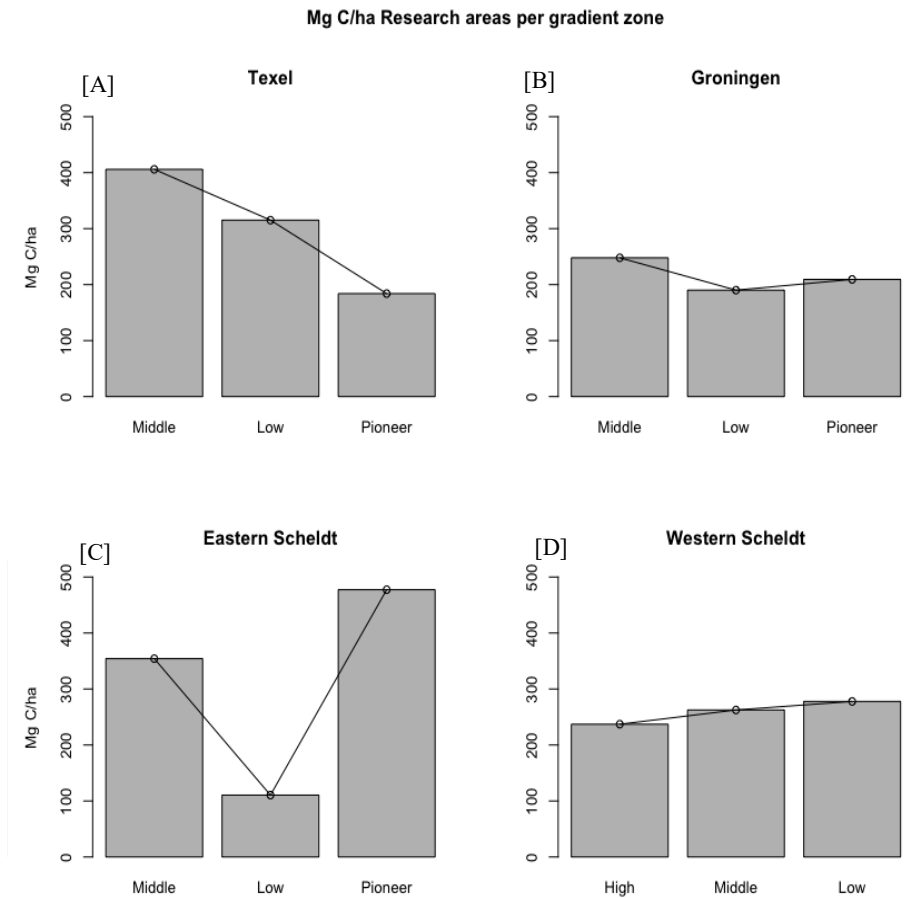 Mg C/ha Research areas per gradient zone
[A]
Texel
500
400
300
200
100
0
Mg C/ha
Middle Low Pioneer
[B]
Groningen
500
400
300
200
100
0
Middle Low Pioneer
[C]
Eastern Scheldt
500
400
300
200
100
0
Mg C/ha
Middle Low Pioneer
[D]
Western Scheldt
500
400
300
200
100
0
High Middle Low